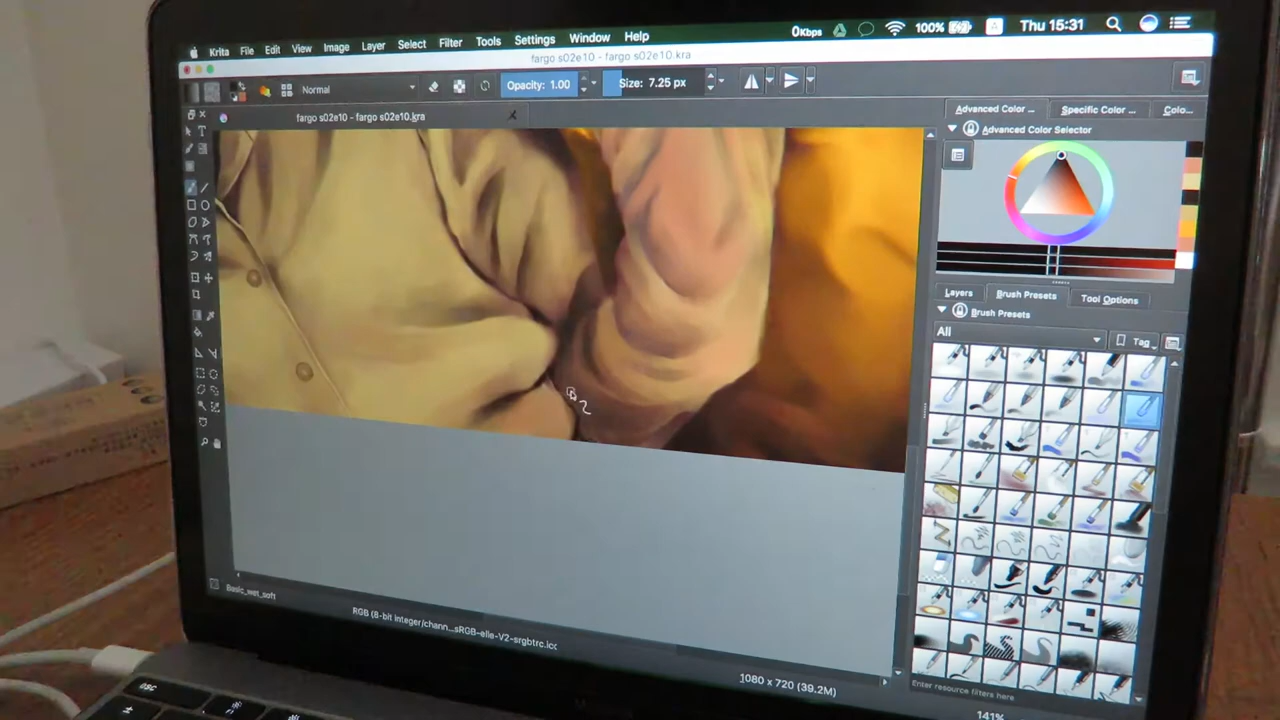 Krita File Edit View Image Layer Select Filter Tools Settings Window Help 0Kbps 100% Thu 15:31
fargo s02e10 - fargo s02e10.kra
Normal Opacity: 1.00 Size: 7.25 px
fargo s02e10 - fargo s02e10.kra
Advanced Color ... Specific Color ... Colo...
Advanced Color Selector
Layers Brush Presets Tool Options
Brush Presets
All Tag
Basic_wet_soft
RGB (8-bit integer/chann...sRGB-elle-V2-srgbtrc.icc
Enter resource filters here
1080 x 720 (39.2M)
141%
esc